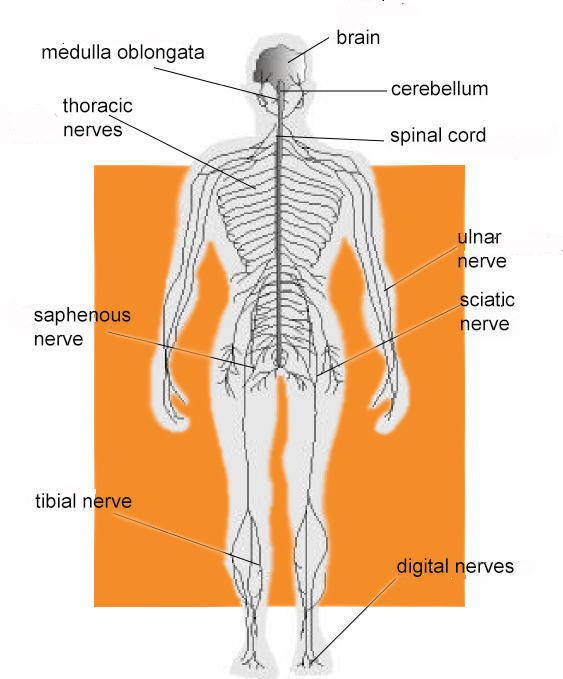 brain
medulla oblongata
cerebellum
thoracic
nerves
spinal cord
ulnar
nerve
sciatic
nerve
saphenous
nerve
tibial nerve
digital nerves